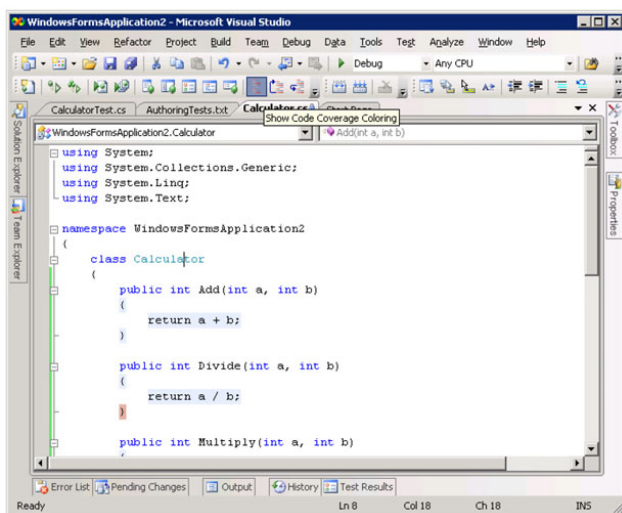 WindowsFormsApplication2 - Microsoft Visual Studio
File Edit View Refactor Project Build Team Debug Data Tools Test Analyze Window Help
Debug Any CPU
CalculatorTest.cs AuthoringTests.txt Calculator.cs Start Page
Show Code Coverage Coloring
WindowsFormsApplication2.Calculator Add(int a, int b)
Solution Explorer
Team Explorer
Toolbox
Properties
using System;
using System.Collections.Generic;
using System.Linq;
using System.Text;
namespace WindowsFormsApplication2
{
class Calculator
{
public int Add(int a, int b)
{
return a + b;
}
public int Divide(int a, int b)
{
return a / b;
}
public int Multiply(int a, int b)
Error List Pending Changes Output History Test Results
Ready Ln 8 Col 18 Ch 18 INS